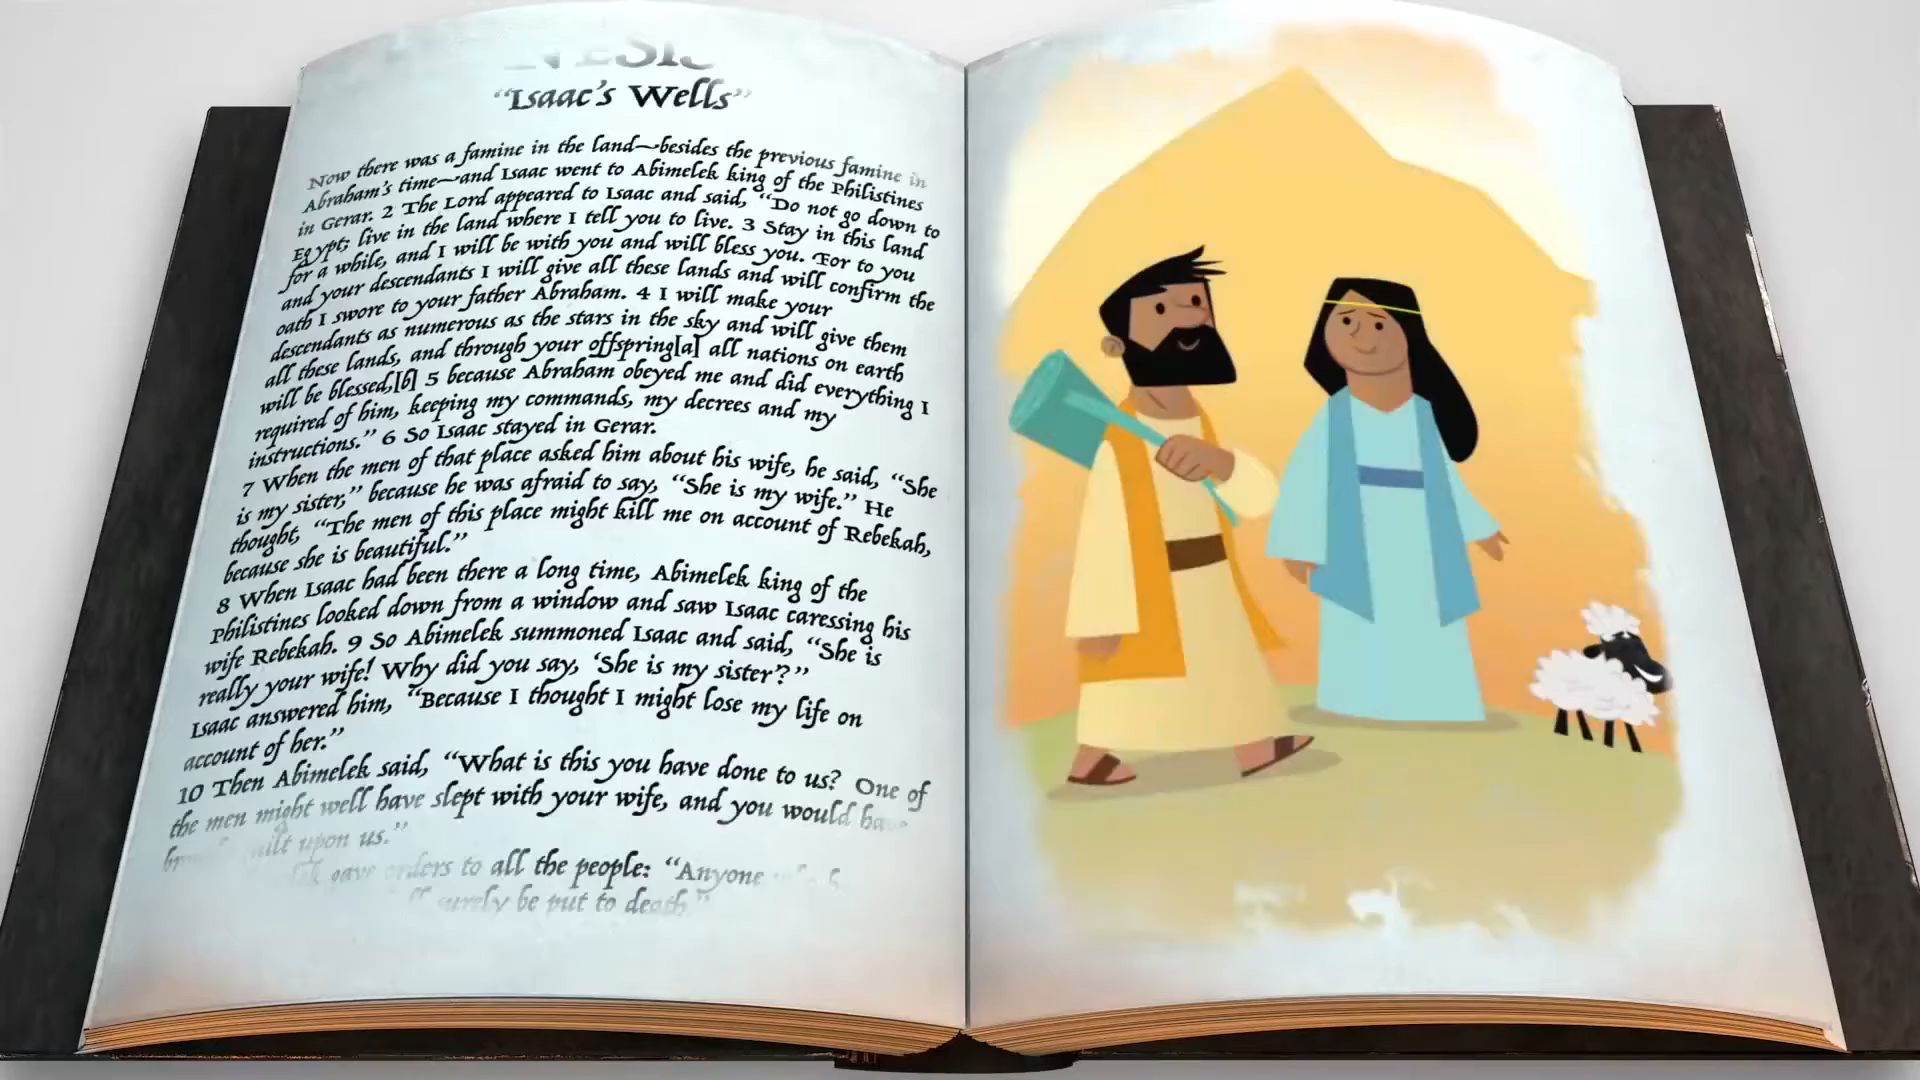 NESIS
“Isaac’s Wells”
Now there was a famine in the land—besides the previous famine in
Abraham’s time—and Isaac went to Abimelek king of the Philistines
in Gerar. 2 The Lord appeared to Isaac and said, “Do not go down to
Egypt; live in the land where I tell you to live. 3 Stay in this land
for a while, and I will be with you and will bless you. For to you
and your descendants I will give all these lands and will confirm the
oath I swore to your father Abraham. 4 I will make your
descendants as numerous as the stars in the sky and will give them
all these lands, and through your offspring[a] all nations on earth
will be blessed,[b] 5 because Abraham obeyed me and did everything I
required of him, keeping my commands, my decrees and my
instructions.” 6 So Isaac stayed in Gerar.
7 When the men of that place asked him about his wife, he said, “She
is my sister,” because he was afraid to say, “She is my wife.” He
thought, “The men of this place might kill me on account of Rebekah,
because she is beautiful.”
8 When Isaac had been there a long time, Abimelek king of the
Philistines looked down from a window and saw Isaac caressing his
wife Rebekah. 9 So Abimelek summoned Isaac and said, “She is
really your wife! Why did you say, ‘She is my sister’?”
Isaac answered him, “Because I thought I might lose my life on
account of her.”
10 Then Abimelek said, “What is this you have done to us? One of
the men might well have slept with your wife, and you would have
upon us.”
gave orders to all the people: “Anyone
surely be put to death.”